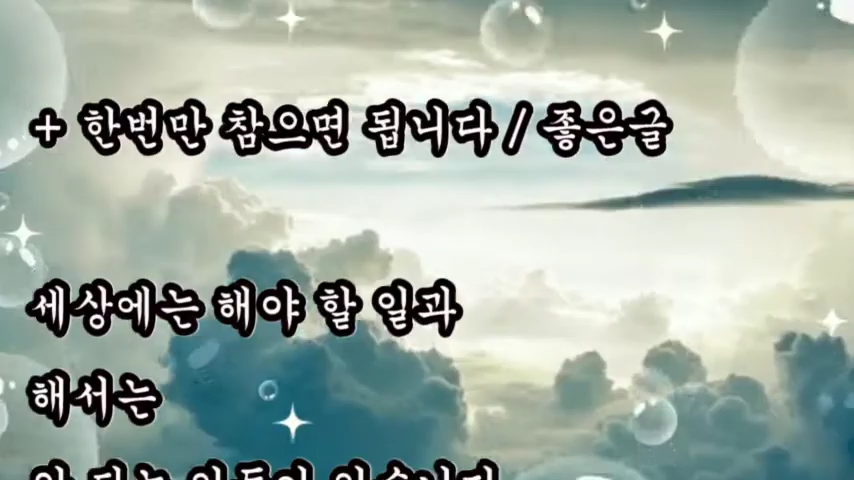 + 한번만 참으면 됩니다 / 좋은글
세상에는 해야 할 일과
해서는